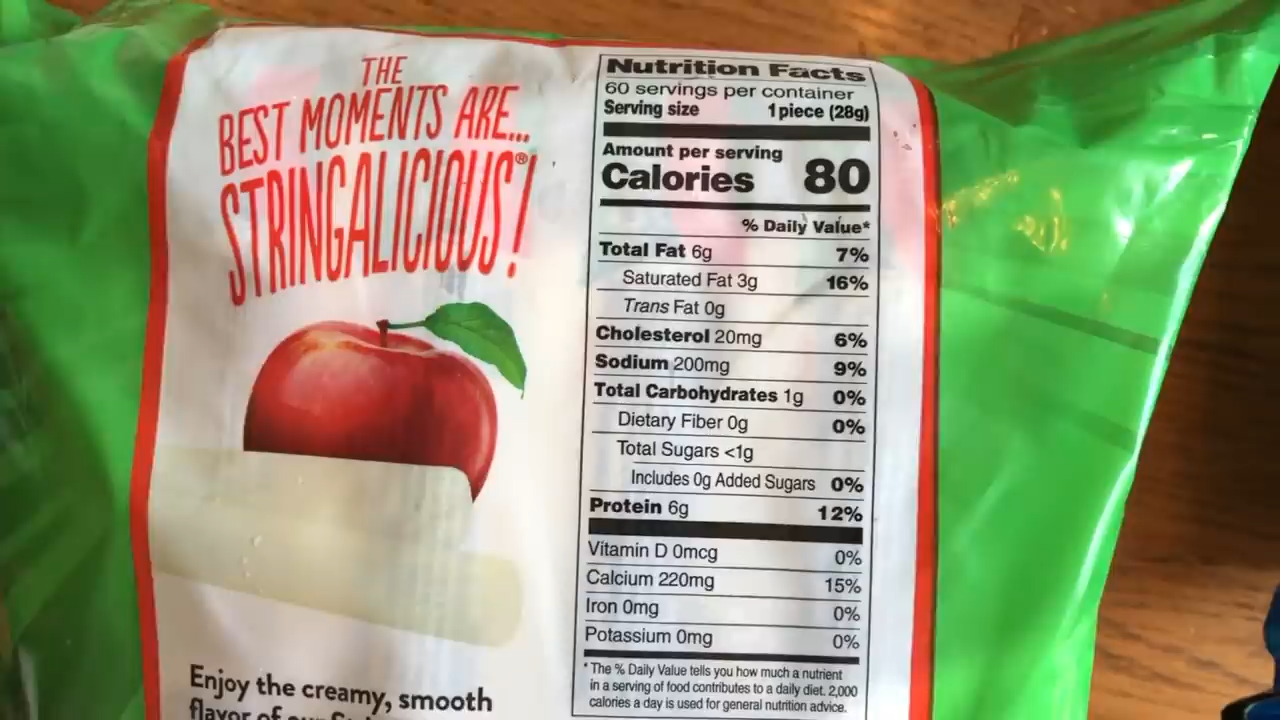 THE
BEST MOMENTS ARE...
STRINGALICIOUS®!
Enjoy the creamy, smooth
flavor of our
Nutrition Facts
60 servings per container
Serving size 1 piece (28g)
Amount per serving
Calories 80
% Daily Value*
Total Fat 6g 7%
Saturated Fat 3g 16%
Trans Fat 0g
Cholesterol 20mg 6%
Sodium 200mg 9%
Total Carbohydrates 1g 0%
Dietary Fiber 0g 0%
Total Sugars <1g
Includes 0g Added Sugars 0%
Protein 6g 12%
Vitamin D 0mcg 0%
Calcium 220mg 15%
Iron 0mg 0%
Potassium 0mg 0%
* The % Daily Value tells you how much a nutrient
in a serving of food contributes to a daily diet. 2,000
calories a day is used for general nutrition advice.